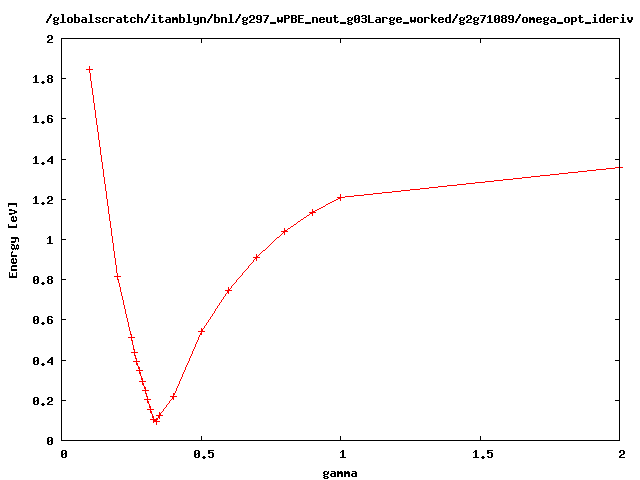 /globalscratch/itamblyn/bnl/g297_wPBE_neut_g03Large_worked/g2g71089/omega_opt_ideriv
2
1.8
1.6
1.4
1.2
1
0.8
0.6
0.4
0.2
0
Energy [eV]
0 0.5 1 1.5 2
gamma